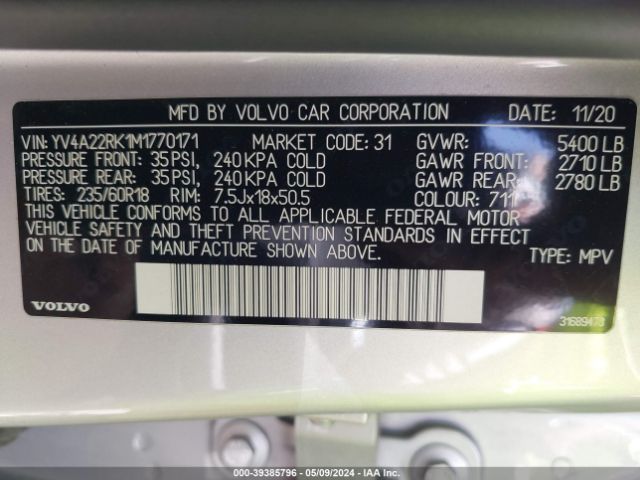 MFD BY VOLVO CAR CORPORATION DATE: 11/20
VIN: YV4A22RK1M1770171 MARKET CODE: 31 GVWR: 5400 LB
PRESSURE FRONT: 35 PSI, 240 KPA COLD GAWR FRONT: 2710 LB
PRESSURE REAR: 35 PSI, 240 KPA COLD GAWR REAR: 2780 LB
TIRES: 235/60R18 RIM: 7.5Jx18x50.5 COLOUR: 711
THIS VEHICLE CONFORMS TO ALL APPLICABLE FEDERAL MOTOR
VEHICLE SAFETY AND THEFT PREVENTION STANDARDS IN EFFECT
ON THE DATE OF MANUFACTURE SHOWN ABOVE. TYPE: MPV
VOLVO 31689478
000-39385796 - 05/09/2024 - IAA Inc.